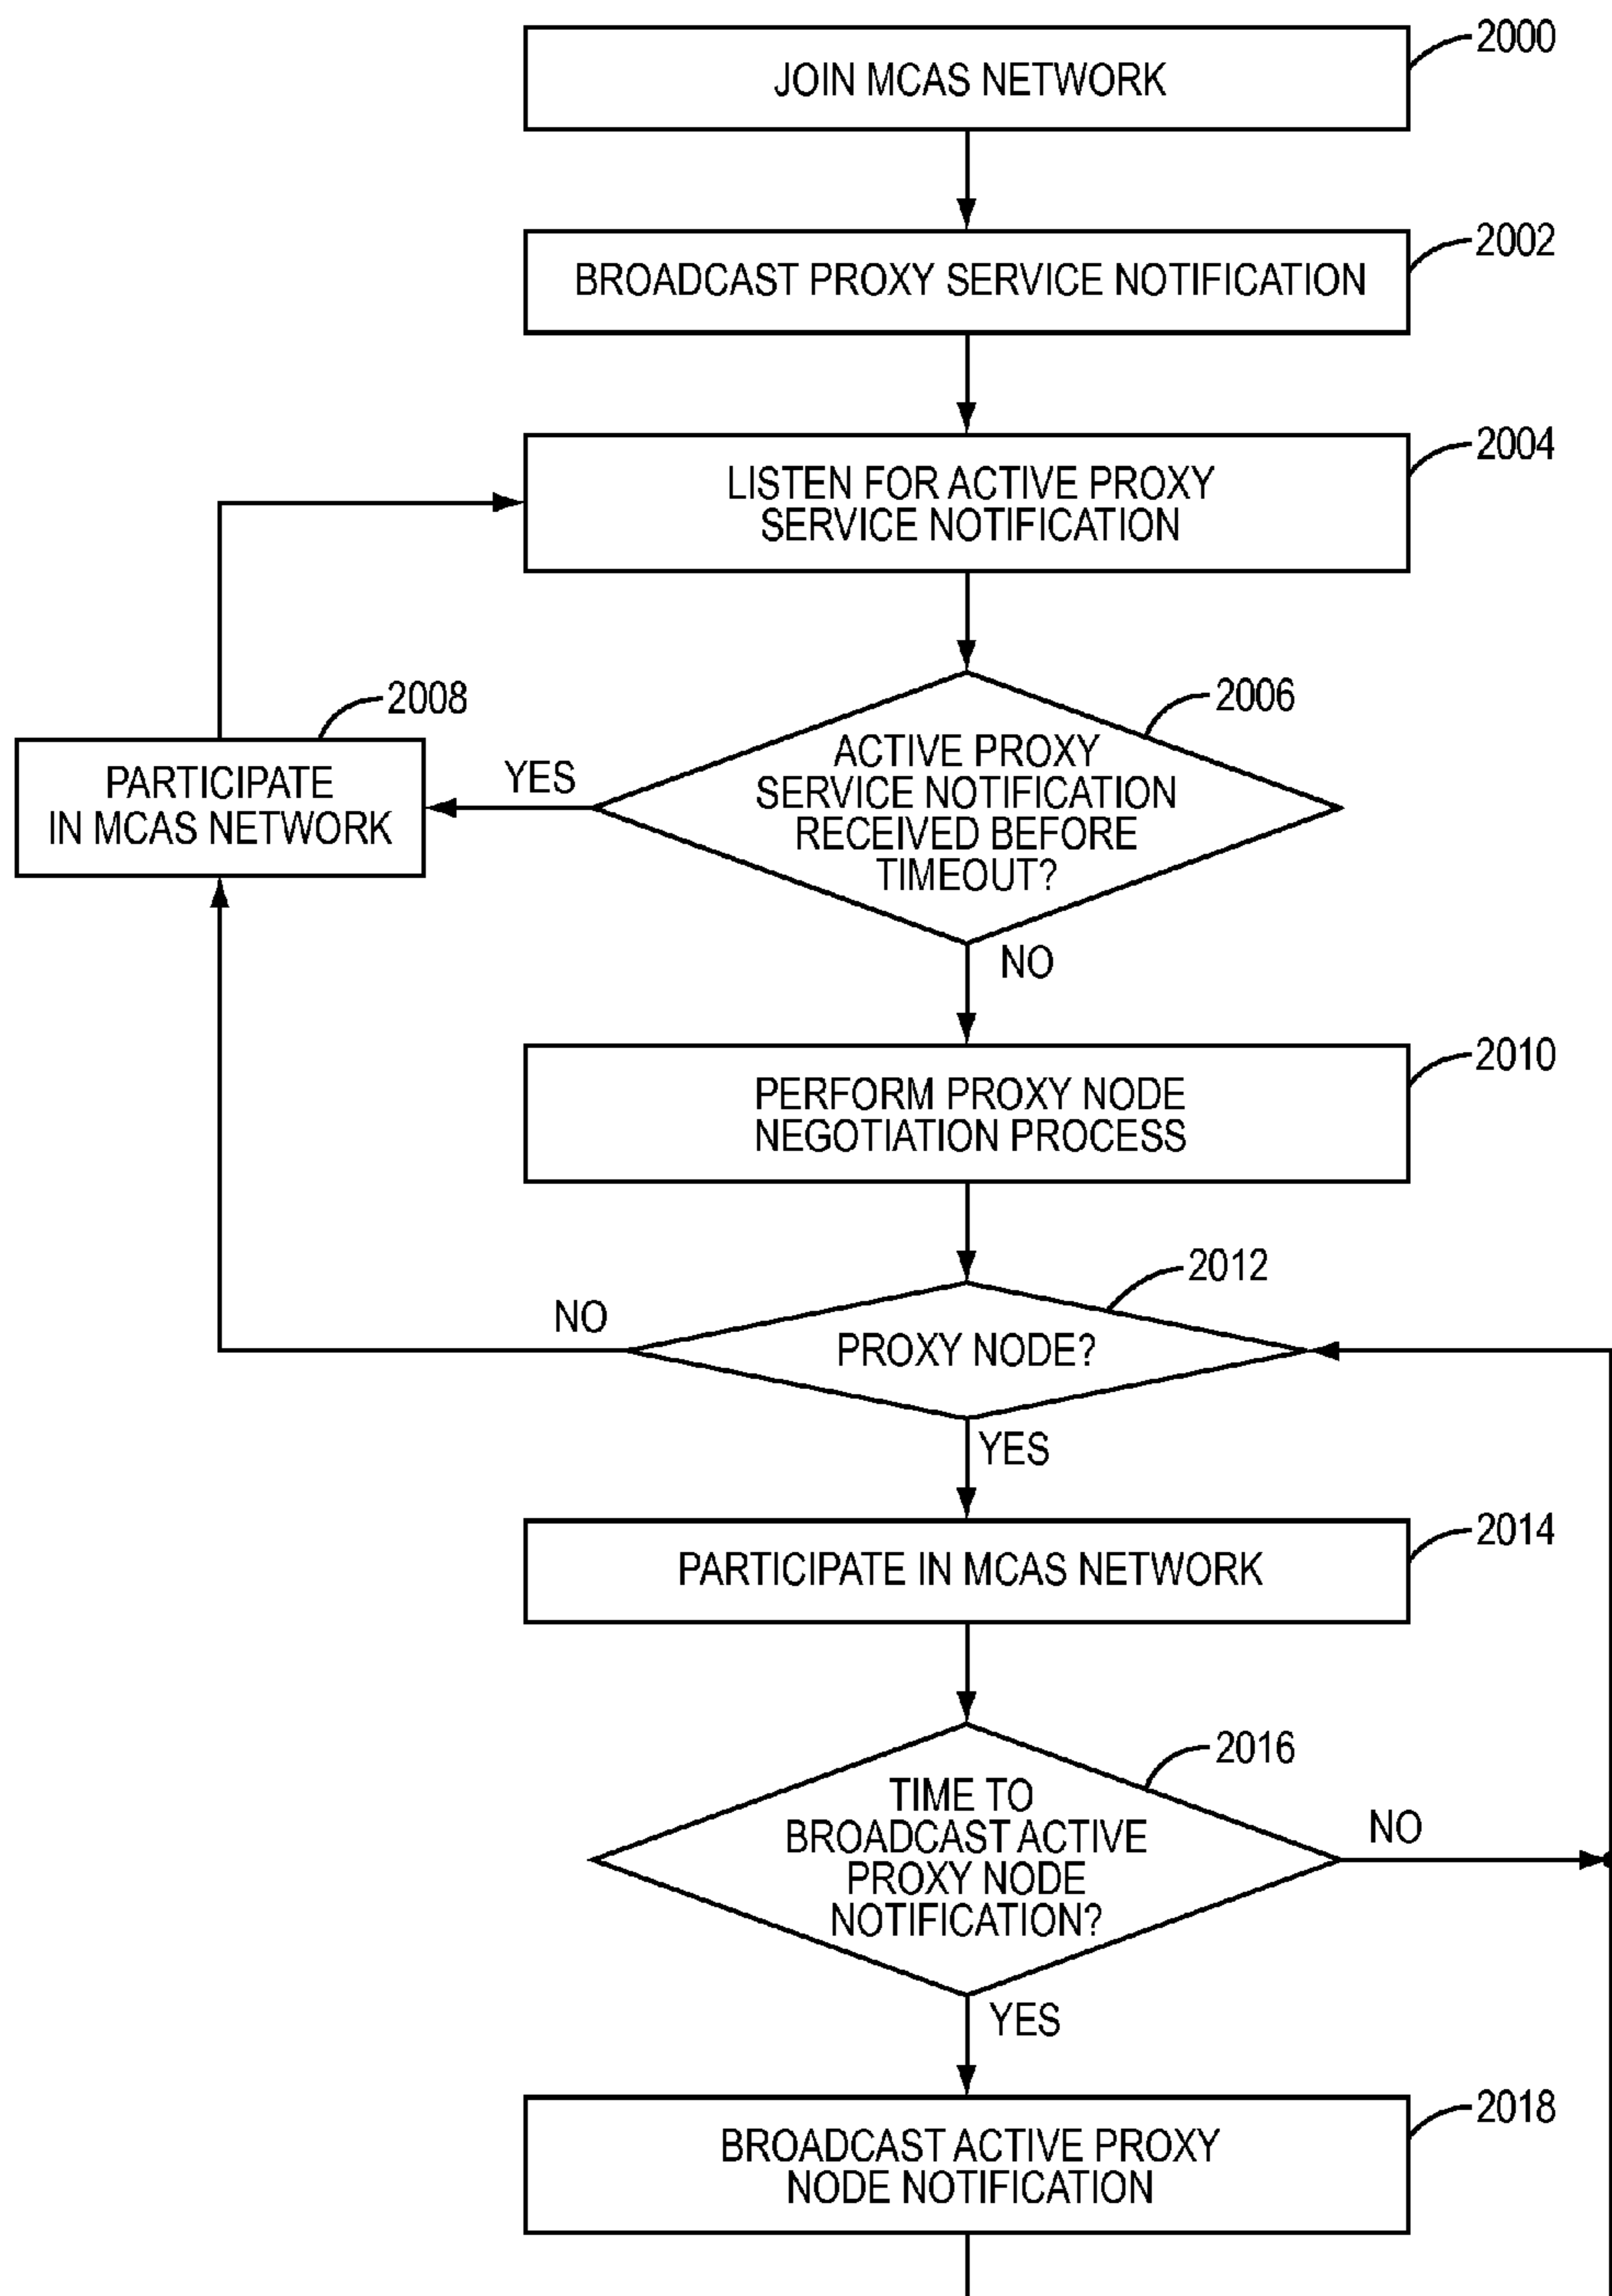 2000
JOIN MCAS NETWORK
2002
BROADCAST PROXY SERVICE NOTIFICATION
2004
LISTEN FOR ACTIVE PROXY
SERVICE NOTIFICATION
2006
2008
ACTIVE PROXY
SERVICE NOTIFICATION
RECEIVED BEFORE
TIMEOUT?
YES
PARTICIPATE
IN MCAS NETWORK
NO
2010
PERFORM PROXY NODE
NEGOTIATION PROCESS
2012
NO
PROXY NODE?
YES
2014
PARTICIPATE IN MCAS NETWORK
2016
TIME TO
BROADCAST ACTIVE
PROXY NODE
NOTIFICATION?
NO
YES
2018
BROADCAST ACTIVE PROXY
NODE NOTIFICATION